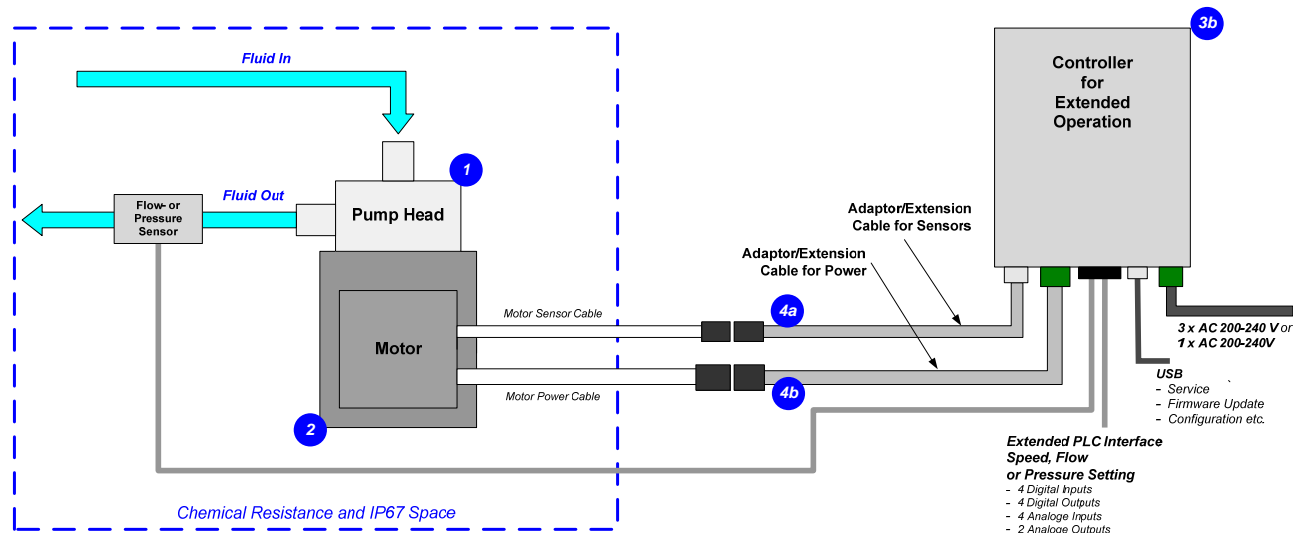 3b
Controller
for
Extended
Operation
Fluid In
1
Fluid Out
Flow- or
Pressure
Sensor
Pump Head
Adaptor/Extension
Cable for Sensors
Adaptor/Extension
Cable for Power
Motor Sensor Cable
4a
Motor
Motor Power Cable
4b
2
3 x AC 200-240 V or
1 x AC 200-240V
USB
- Service
- Firmware Update
- Configuration etc.
Extended PLC Interface
Speed, Flow
or Pressure Setting
- 4 Digital Inputs
- 4 Digital Outputs
- 4 Analoge Inputs
- 2 Analoge Outputs
Chemical Resistance and IP67 Space